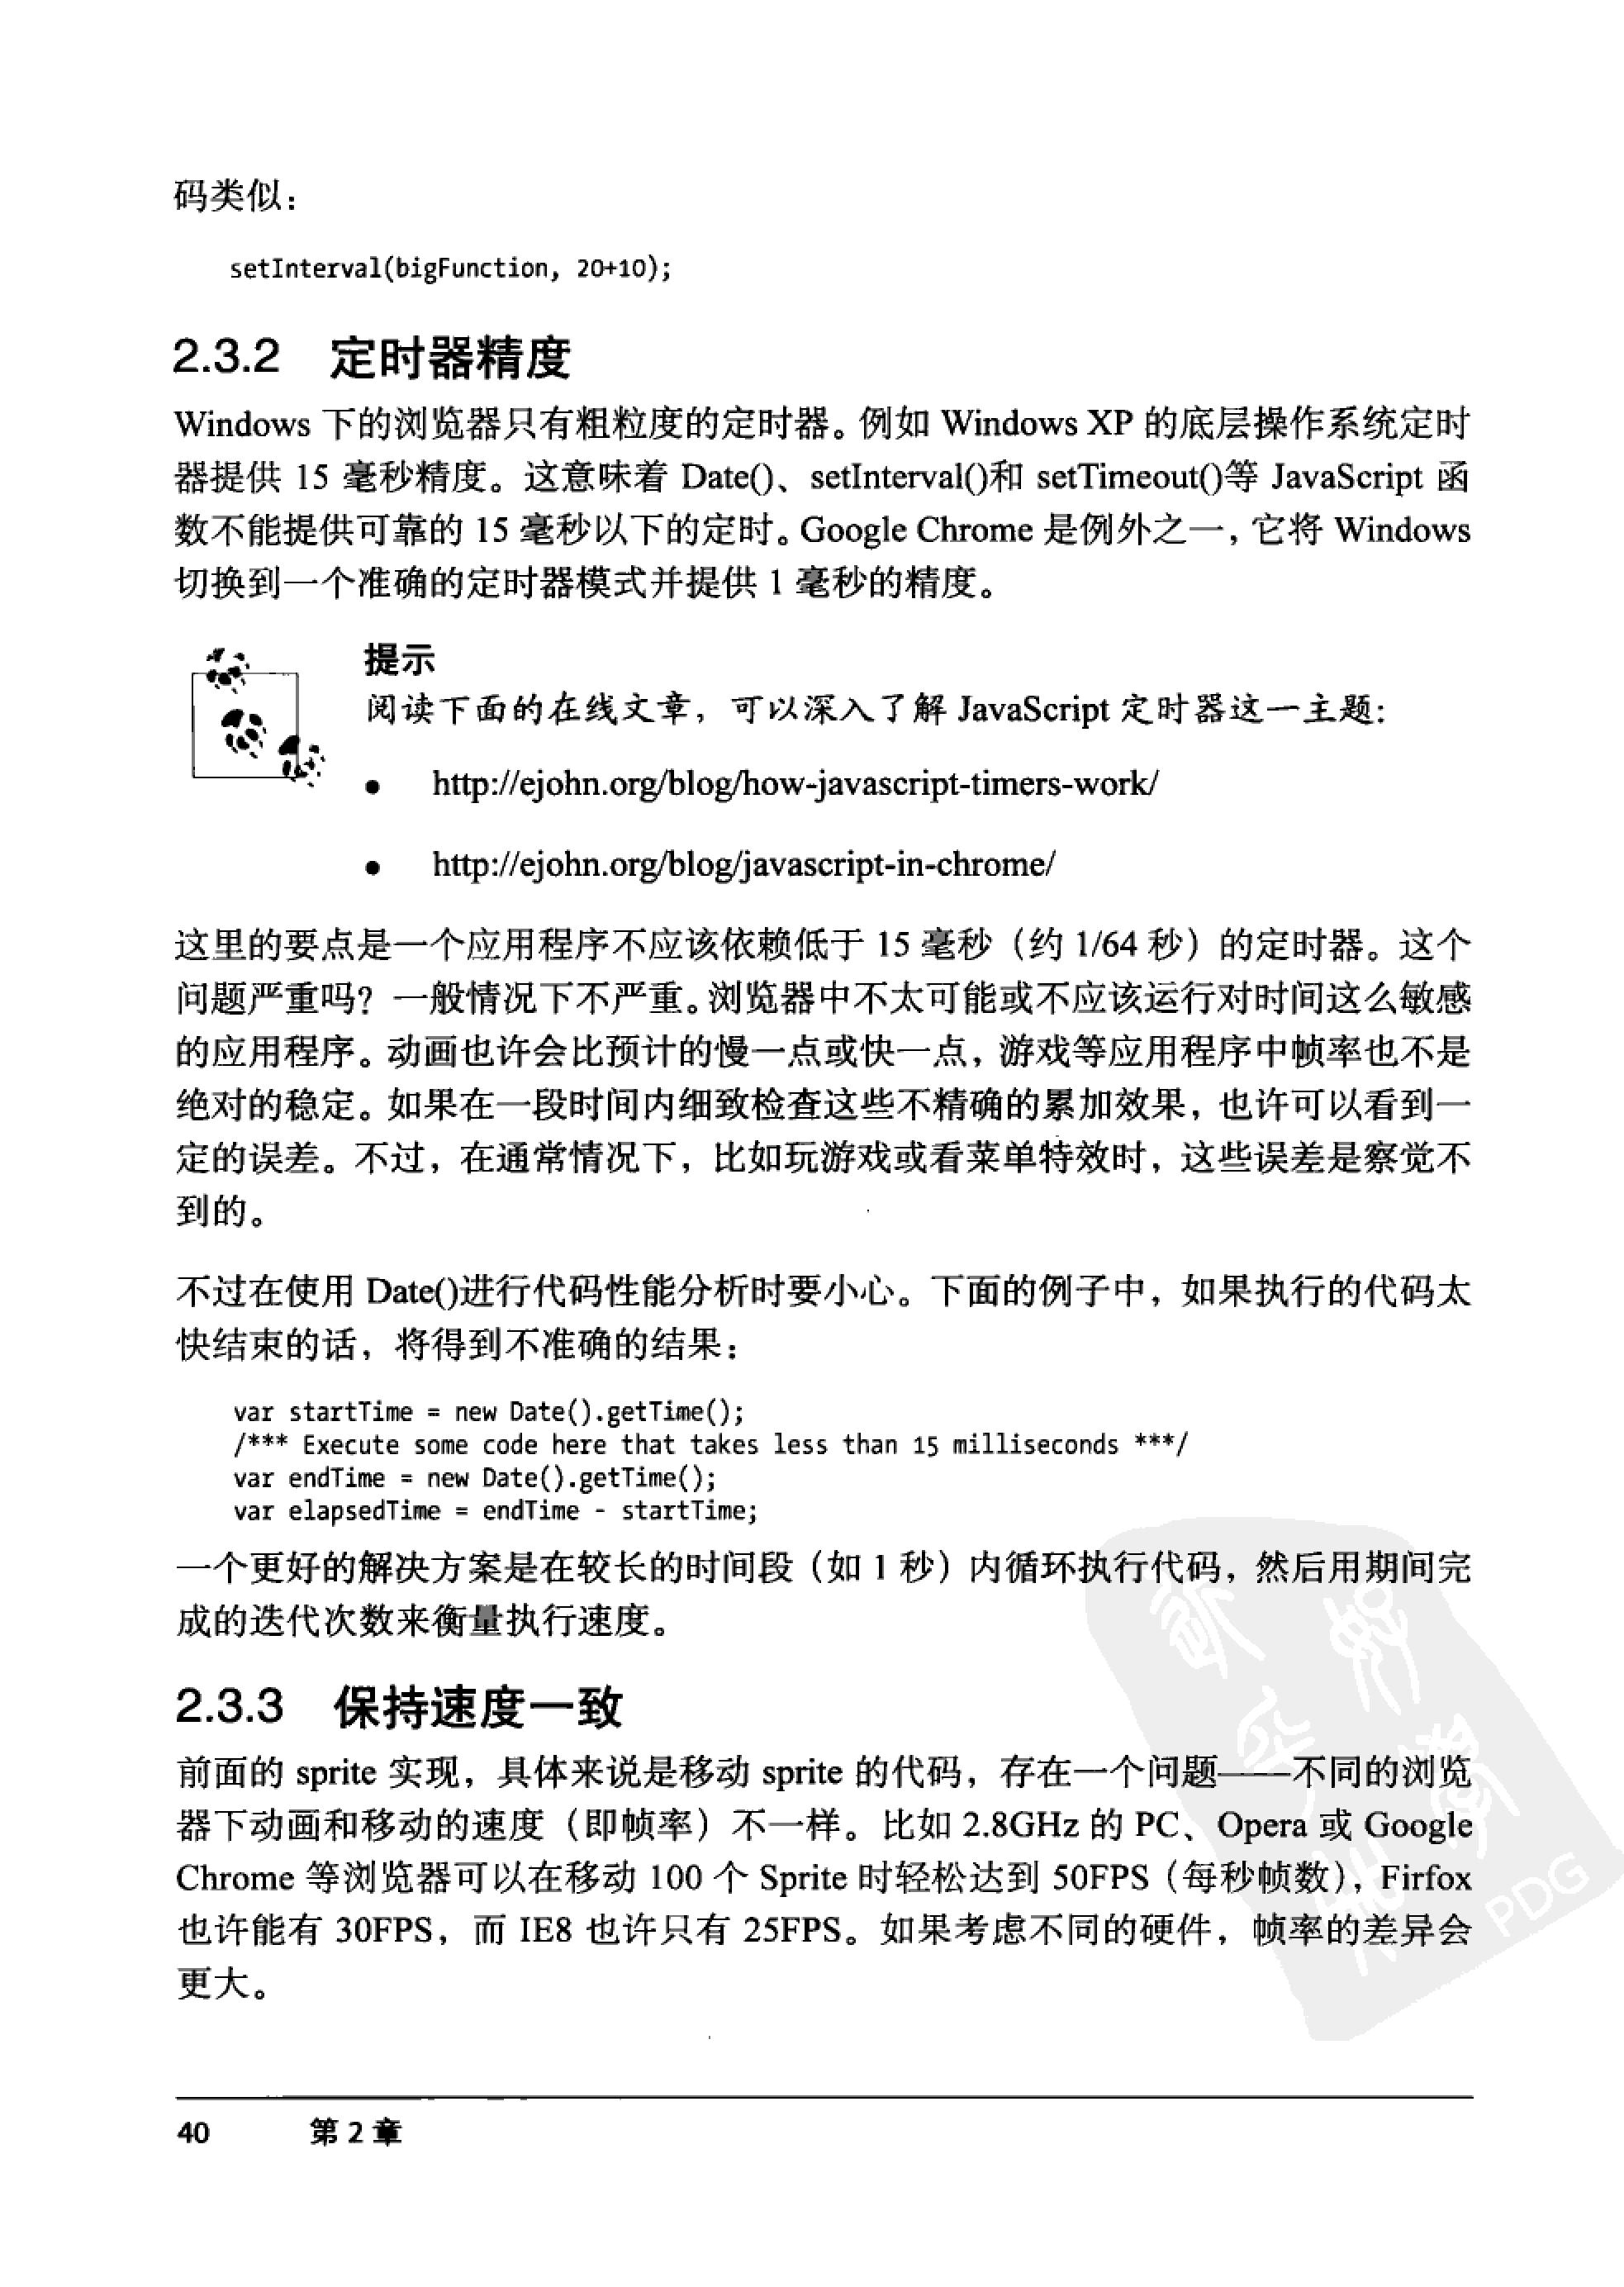 码类似：
setInterval(bigFunction, 20+10);
2.3.2 定时器精度
Windows 下的浏览器只有粗粒度的定时器。例如 Windows XP 的底层操作系统定时
器提供 15 毫秒精度。这意味着 Date()、setInterval()和 setTimeout()等 JavaScript 函
数不能提供可靠的 15 毫秒以下的定时。Google Chrome 是例外之一，它将 Windows
切换到一个准确的定时器模式并提供 1 毫秒的精度。
提示
阅读下面的在线文章，可以深入了解 JavaScript 定时器这一主题：
● http://ejohn.org/blog/how-javascript-timers-work/
● http://ejohn.org/blog/javascript-in-chrome/
这里的要点是一个应用程序不应该依赖低于 15 毫秒（约 1/64 秒）的定时器。这个
问题严重吗？一般情况下不严重。浏览器中不太可能或不应该运行对时间这么敏感
的应用程序。动画也许会比预计的慢一点或快一点，游戏等应用程序中帧率也不是
绝对的稳定。如果在一段时间内细致检查这些不精确的累加效果，也许可以看到一
定的误差。不过，在通常情况下，比如玩游戏或看菜单特效时，这些误差是察觉不
到的。
不过在使用 Date()进行代码性能分析时要小心。下面的例子中，如果执行的代码太
快结束的话，将得到不准确的结果：
var startTime = new Date().getTime();
/*** Execute some code here that takes less than 15 milliseconds ***/
var endTime = new Date().getTime();
var elapsedTime = endTime - startTime;
一个更好的解决方案是在较长的时间段（如 1 秒）内循环执行代码，然后用期间完
成的迭代次数来衡量执行速度。
2.3.3 保持速度一致
前面的 sprite 实现，具体来说是移动 sprite 的代码，存在一个问题——不同的浏览
器下动画和移动的速度（即帧率）不一样。比如 2.8GHz 的 PC、Opera 或 Google
Chrome 等浏览器可以在移动 100 个 Sprite 时轻松达到 50FPS（每秒帧数），Firfox
也许能有 30FPS，而 IE8 也许只有 25FPS。如果考虑不同的硬件，帧率的差异会
更大。
PDG
40 第 2 章